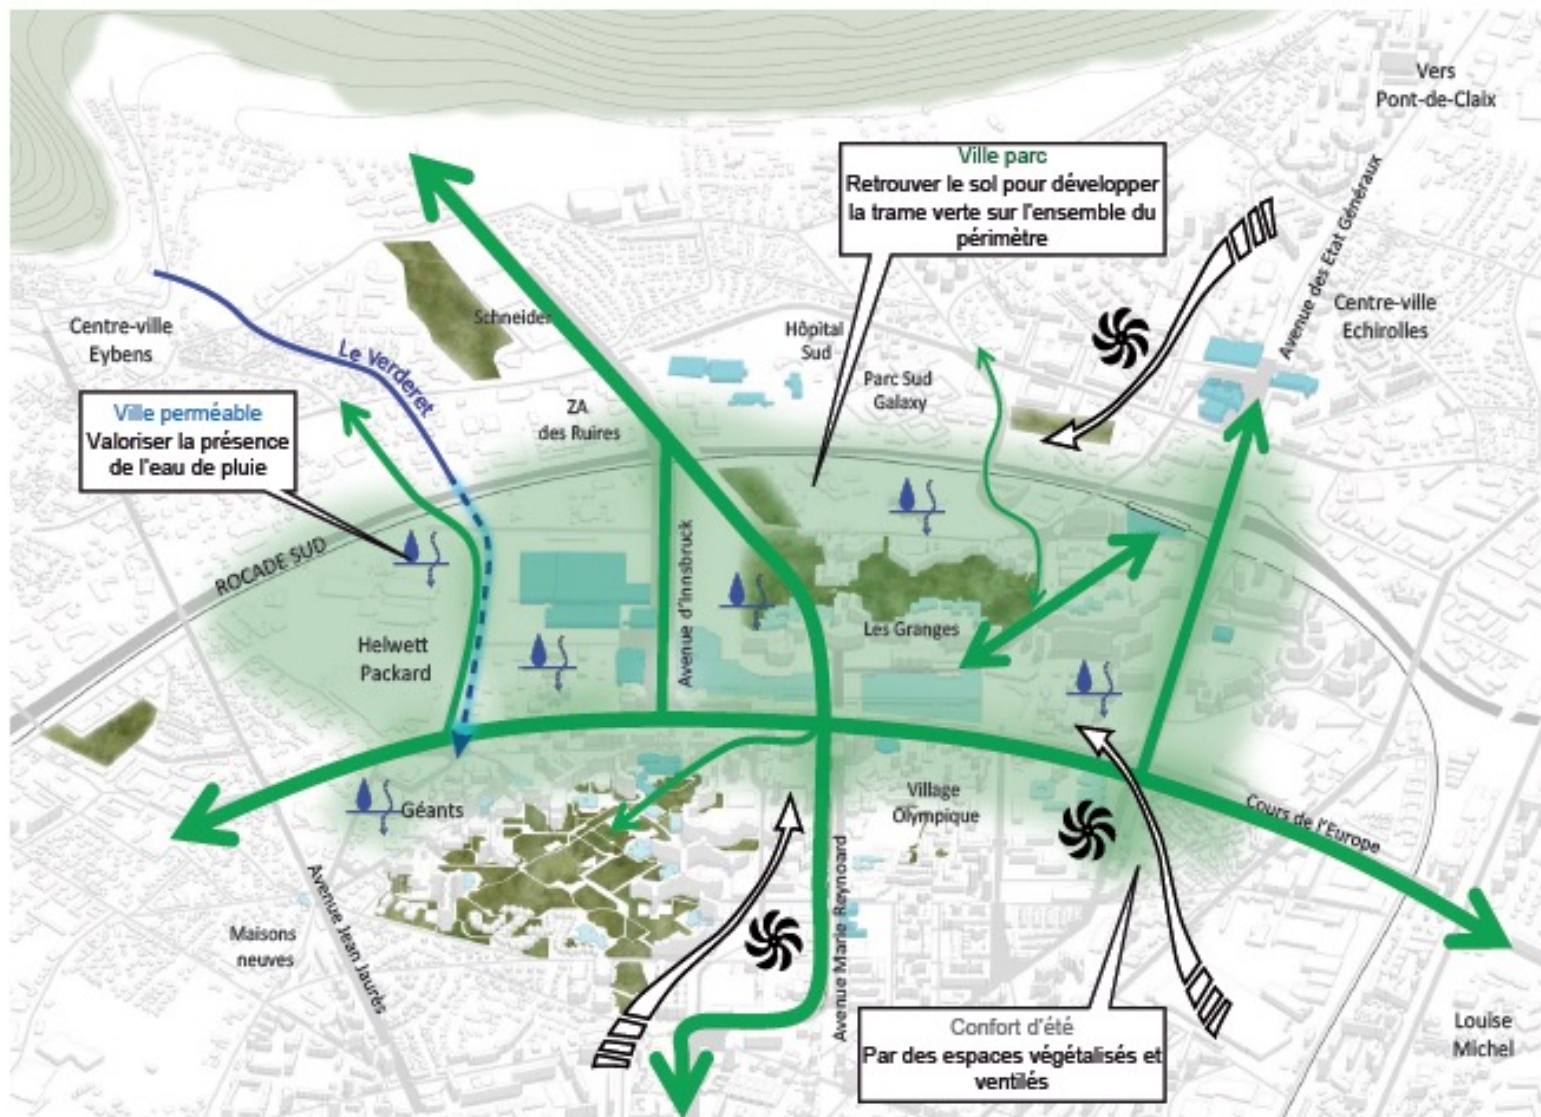 Vers
Pont-de-Claix
Ville parc
Retrouver le sol pour développer
la trame verte sur l'ensemble du
périmètre
Avenue des Etat Généraux
Centre-ville
Echirolles
Centre-ville
Eybens
Le Verderet
Schneider
Hôpital
Sud
Parc Sud
Galaxy
ZA
des Ruires
Ville perméable
Valoriser la présence
de l'eau de pluie
ROCADE SUD
Avenue d'Innsbruck
Les Granges
Helwett
Packard
Géants
Village
Olympique
Cours de l'Europe
Avenue Jean Jaurès
Maisons
neuves
Avenue Marie Reynoard
Confort d'été
Par des espaces végétalisés et
ventilés
Louise
Michel